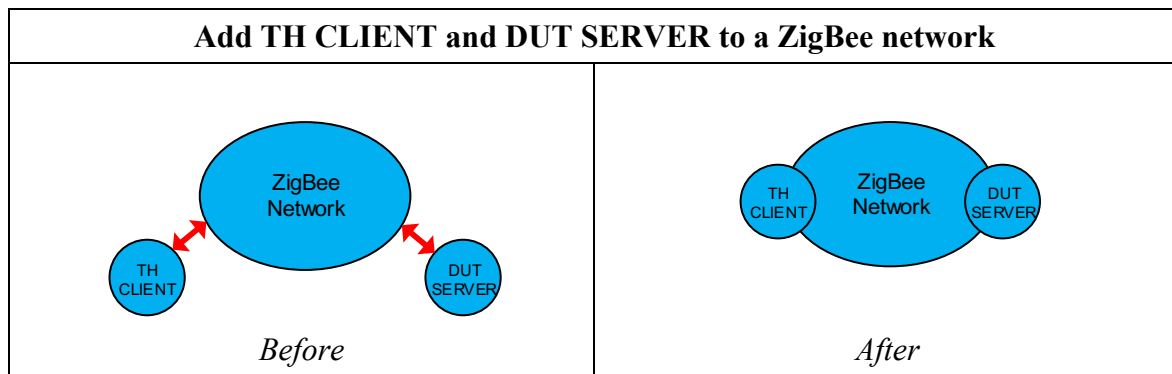 Add TH CLIENT and DUT SERVER to a ZigBee network
ZigBee
Network
TH
CLIENT
DUT
SERVER
Before
ZigBee
Network
TH
CLIENT
DUT
SERVER
After